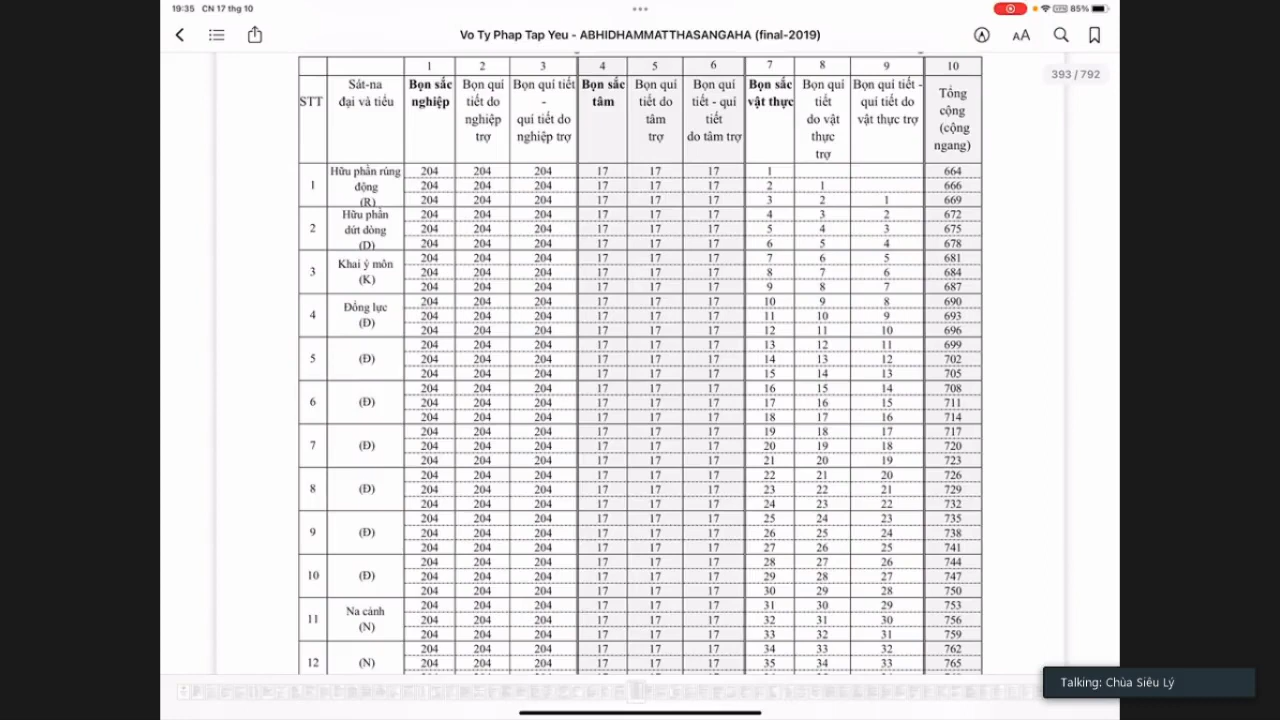 19:35 CN 17 thg 10
85%
Vo Ty Phap Tap Yeu - ABHIDHAMMATTHASANGAHA (final-2019)
AA
393 / 792
1 2 3 4 5 6 7 8 9 10
STT Sát-na đại và tiểu Bọn sắc nghiệp Bọn quí tiết do nghiệp trợ Bọn quí tiết - quí tiết do nghiệp trợ Bọn sắc tâm Bọn quí tiết do tâm trợ Bọn quí tiết - quí tiết do tâm trợ Bọn sắc vật thực Bọn quí tiết do vật thực trợ Bọn quí tiết - quí tiết do vật thực trợ Tổng cộng (cộng ngang)
1 Hữu phần rúng động (R) 204 204 204 17 17 17 1 664
204 204 204 17 17 17 2 1 666
204 204 204 17 17 17 3 2 1 669
2 Hữu phần dứt dòng (D) 204 204 204 17 17 17 4 3 2 672
204 204 204 17 17 17 5 4 3 675
204 204 204 17 17 17 6 5 4 678
3 Khai ý môn (K) 204 204 204 17 17 17 7 6 5 681
204 204 204 17 17 17 8 7 6 684
204 204 204 17 17 17 9 8 7 687
4 Đổng lực (Đ) 204 204 204 17 17 17 10 9 8 690
204 204 204 17 17 17 11 10 9 693
204 204 204 17 17 17 12 11 10 696
5 (Đ) 204 204 204 17 17 17 13 12 11 699
204 204 204 17 17 17 14 13 12 702
204 204 204 17 17 17 15 14 13 705
6 (Đ) 204 204 204 17 17 17 16 15 14 708
204 204 204 17 17 17 17 16 15 711
204 204 204 17 17 17 18 17 16 714
7 (Đ) 204 204 204 17 17 17 19 18 17 717
204 204 204 17 17 17 20 19 18 720
204 204 204 17 17 17 21 20 19 723
8 (Đ) 204 204 204 17 17 17 22 21 20 726
204 204 204 17 17 17 23 22 21 729
204 204 204 17 17 17 24 23 22 732
9 (Đ) 204 204 204 17 17 17 25 24 23 735
204 204 204 17 17 17 26 25 24 738
204 204 204 17 17 17 27 26 25 741
10 (Đ) 204 204 204 17 17 17 28 27 26 744
204 204 204 17 17 17 29 28 27 747
204 204 204 17 17 17 30 29 28 750
11 Na cảnh (N) 204 204 204 17 17 17 31 30 29 753
204 204 204 17 17 17 32 31 30 756
204 204 204 17 17 17 33 32 31 759
12 (N) 204 204 204 17 17 17 34 33 32 762
204 204 204 17 17 17 35 34 33 765
Talking: Chùa Siêu Lý